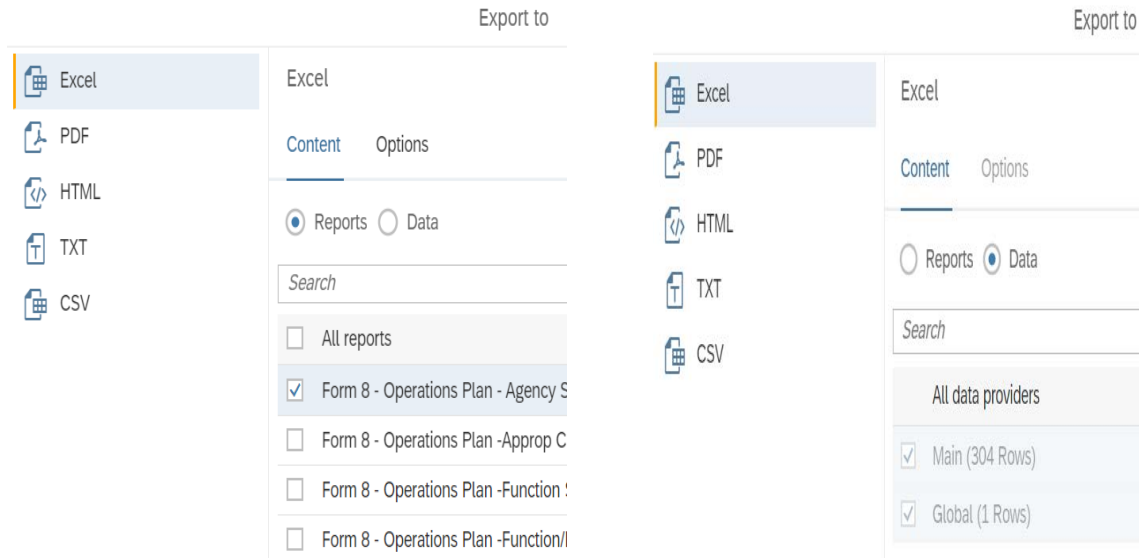 Export to
Excel
PDF
HTML
TXT
CSV
Excel
Content Options
Reports Data
Search
All reports
Form 8 - Operations Plan - Agency S
Form 8 - Operations Plan -Approp C
Form 8 - Operations Plan -Function
Form 8 - Operations Plan -Function/
Export to
Excel
PDF
HTML
TXT
CSV
Excel
Content Options
Reports Data
Search
All data providers
Main (304 Rows)
Global (1 Rows)